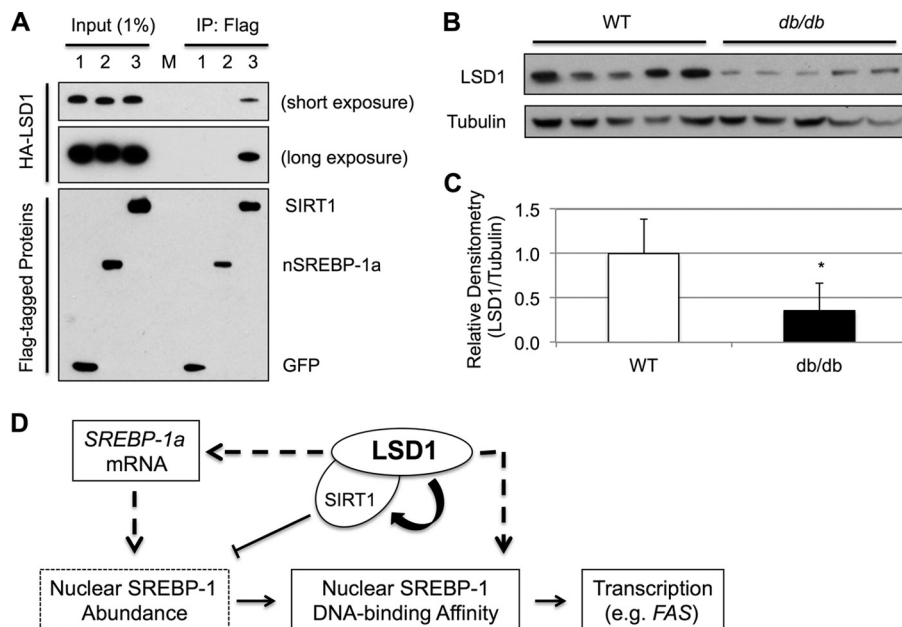 A
Input (1%) IP: Flag
1 2 3 M 1 2 3
HA-LSD1
(short exposure)
(long exposure)
Flag-tagged Proteins
SIRT1
nSREBP-1a
GFP
B
WT db/db
LSD1
Tubulin
C
Relative Densitometry
(LSD1/Tubulin)
1.5
1.0
0.5
0.0
*
WT db/db
D
SREBP-1a
mRNA
LSD1
SIRT1
Nuclear SREBP-1
Abundance
Nuclear SREBP-1
DNA-binding Affinity
Transcription
(e.g. FAS)